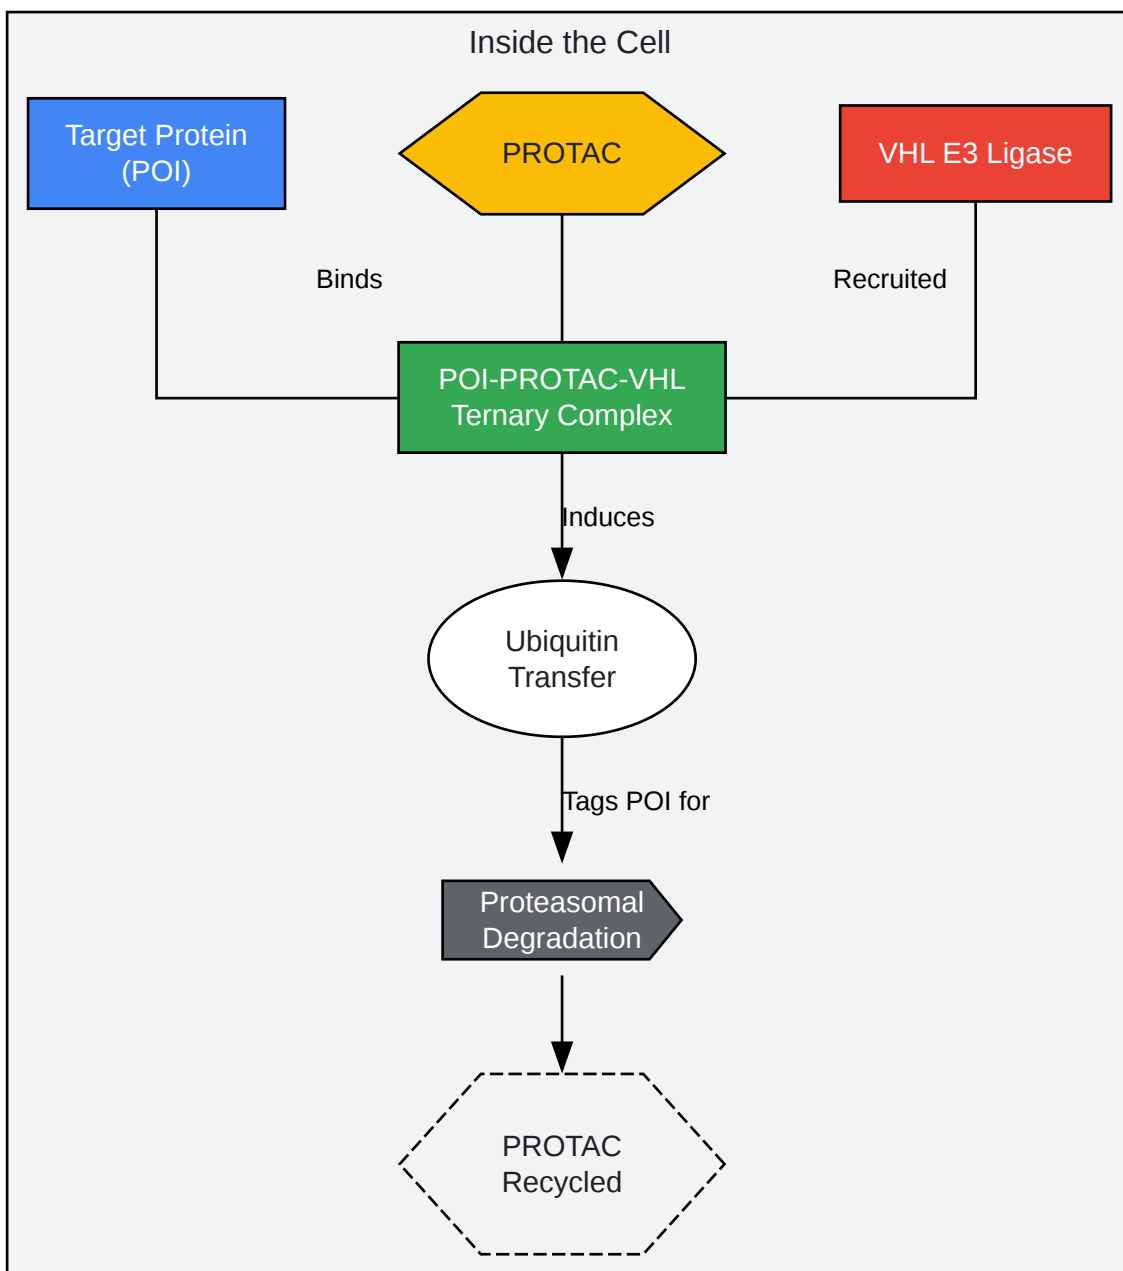 Inside the Cell
Target Protein
(POI)
PROTAC
VHL E3 Ligase
Binds
Recruited
POI-PROTAC-VHL
Ternary Complex
Induces
Ubiquitin
Transfer
Tags POI for
Proteasomal
Degradation
PROTAC
Recycled